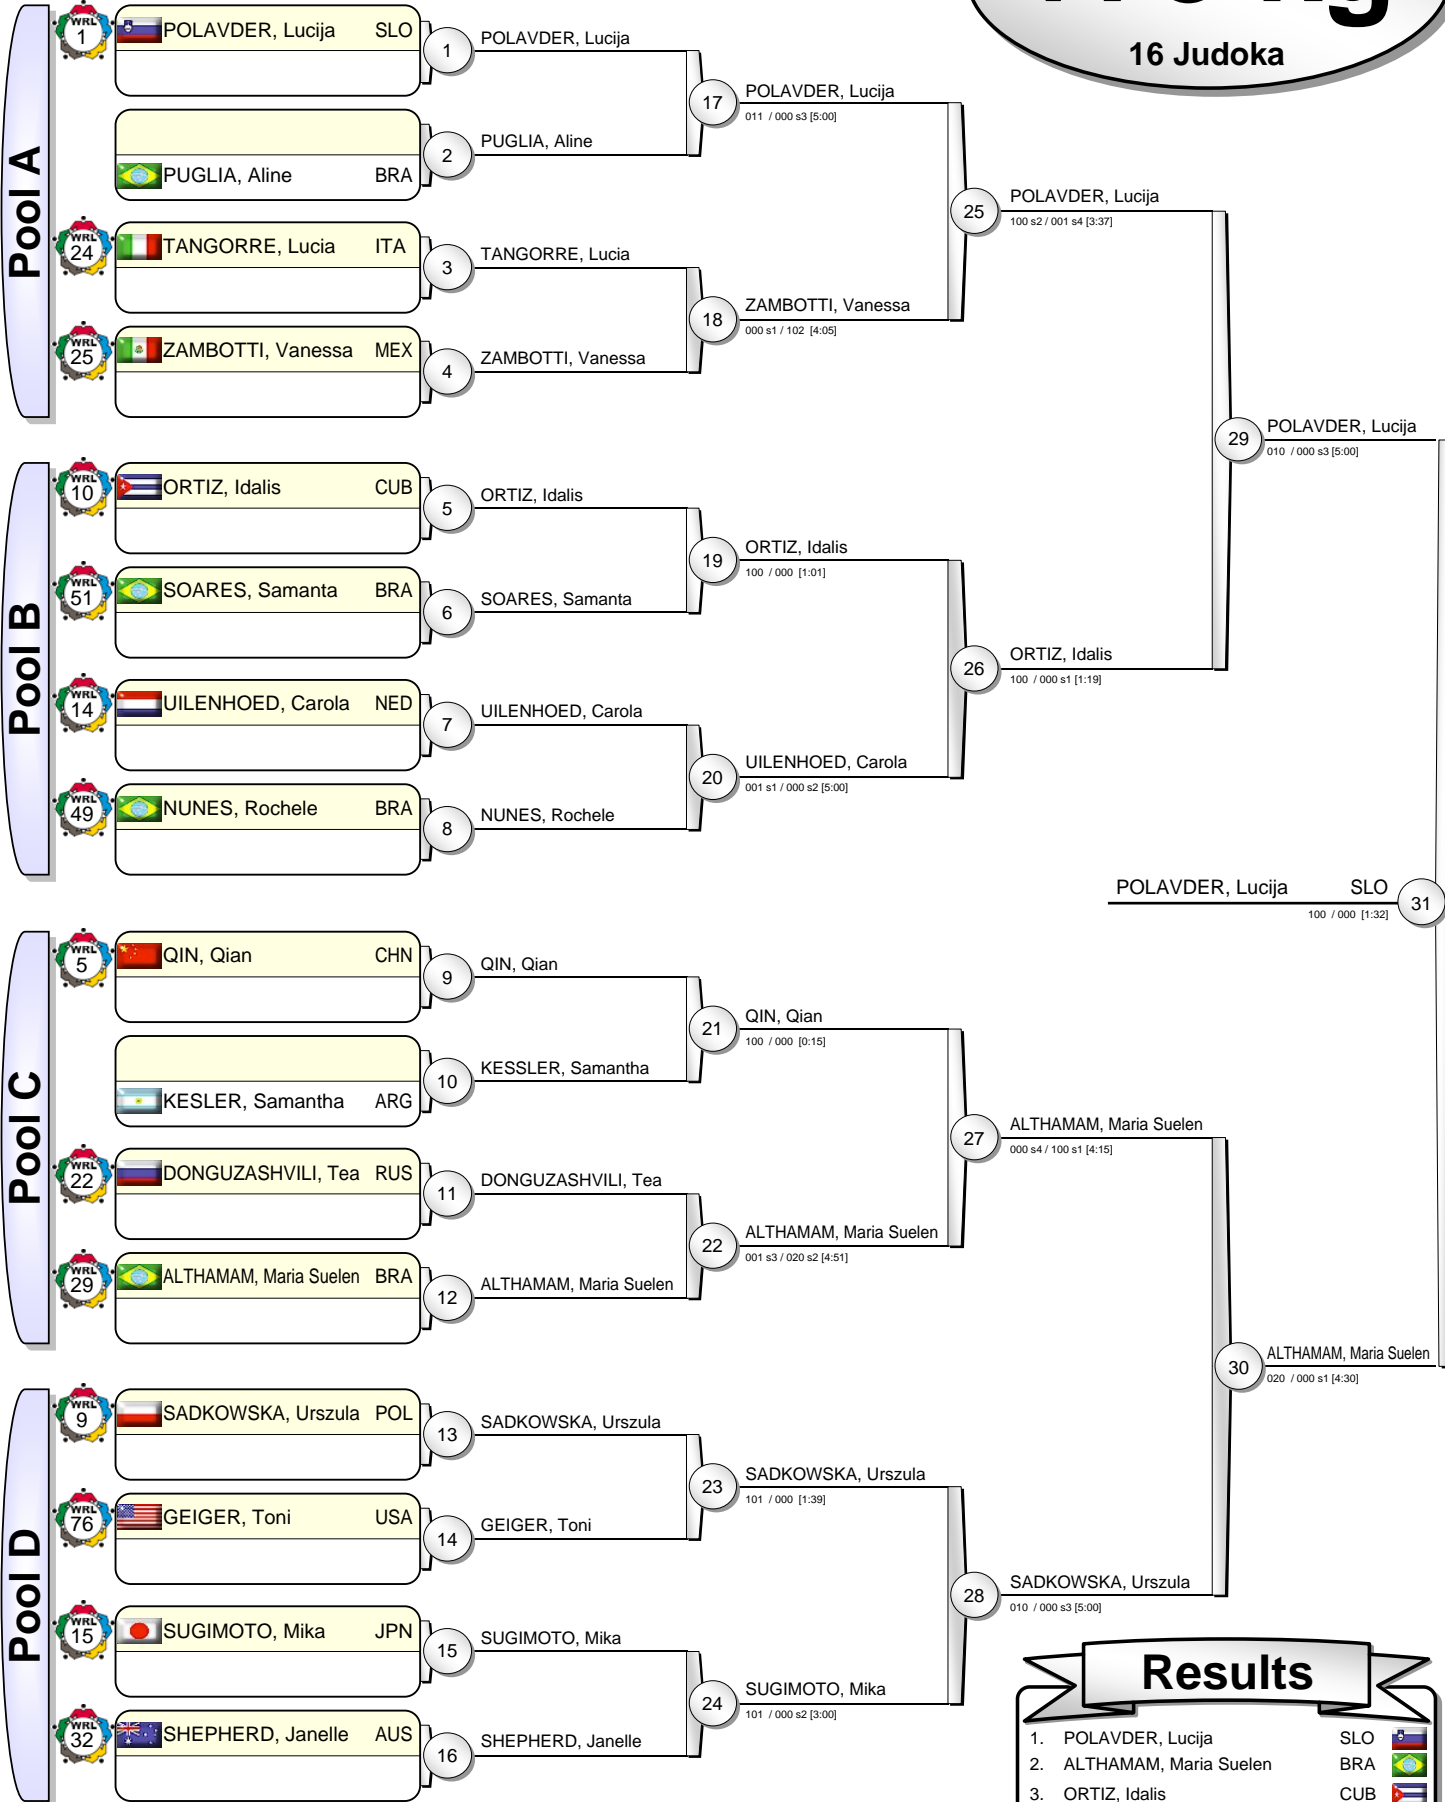 16 Judoka
Pool A
WRL 1 POLAVDER, Lucija SLO
1 POLAVDER, Lucija
17 POLAVDER, Lucija
011 / 000 s3 [5:00]
2 PUGLIA, Aline
PUGLIA, Aline BRA
25 POLAVDER, Lucija
100 s2 / 001 s4 [3:37]
WRL 24 TANGORRE, Lucia ITA
3 TANGORRE, Lucia
18 ZAMBOTTI, Vanessa
000 s1 / 102 [4:05]
WRL 25 ZAMBOTTI, Vanessa MEX
4 ZAMBOTTI, Vanessa
29 POLAVDER, Lucija
010 / 000 s3 [5:00]
Pool B
WRL 10 ORTIZ, Idalis CUB
5 ORTIZ, Idalis
19 ORTIZ, Idalis
100 / 000 [1:01]
WRL 51 SOARES, Samanta BRA
6 SOARES, Samanta
26 ORTIZ, Idalis
100 / 000 s1 [1:19]
WRL 14 UILENHOED, Carola NED
7 UILENHOED, Carola
20 UILENHOED, Carola
001 s1 / 000 s2 [5:00]
WRL 49 NUNES, Rochele BRA
8 NUNES, Rochele
POLAVDER, Lucija SLO 31
100 / 000 [1:32]
Pool C
WRL 5 QIN, Qian CHN
9 QIN, Qian
21 QIN, Qian
100 / 000 [0:15]
10 KESSLER, Samantha
KESLER, Samantha ARG
27 ALTHAMAM, Maria Suelen
000 s4 / 100 s1 [4:15]
WRL 22 DONGUZASHVILI, Tea RUS
11 DONGUZASHVILI, Tea
22 ALTHAMAM, Maria Suelen
001 s3 / 020 s2 [4:51]
WRL 29 ALTHAMAM, Maria Suelen BRA
12 ALTHAMAM, Maria Suelen
30 ALTHAMAM, Maria Suelen
020 / 000 s1 [4:30]
Pool D
WRL 9 SADKOWSKA, Urszula POL
13 SADKOWSKA, Urszula
23 SADKOWSKA, Urszula
101 / 000 [1:39]
WRL 76 GEIGER, Toni USA
14 GEIGER, Toni
28 SADKOWSKA, Urszula
010 / 000 s3 [5:00]
WRL 15 SUGIMOTO, Mika JPN
15 SUGIMOTO, Mika
24 SUGIMOTO, Mika
101 / 000 s2 [3:00]
WRL 32 SHEPHERD, Janelle AUS
16 SHEPHERD, Janelle
Results
1. POLAVDER, Lucija SLO
2. ALTHAMAM, Maria Suelen BRA
3. ORTIZ, Idalis CUB